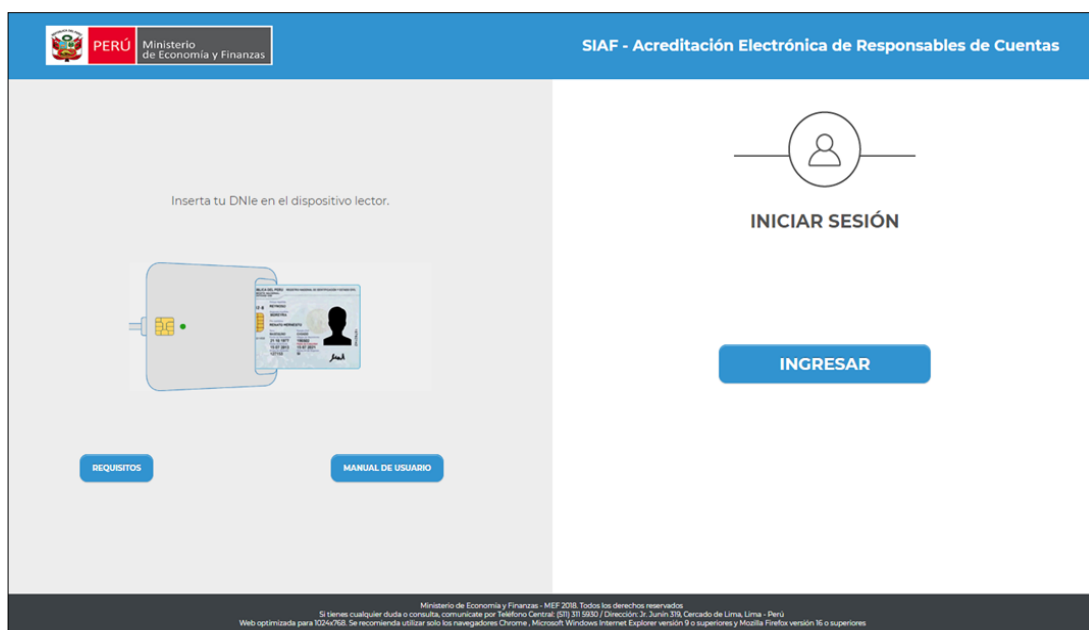 PERÚ
Ministerio
de Economía y Finanzas
SIAF - Acreditación Electrónica de Responsables de Cuentas
Inserta tu DNIe en el dispositivo lector.
INICIAR SESIÓN
INGRESAR
REQUISITOS
MANUAL DE USUARIO
Ministerio de Economía y Finanzas - MEF 2018. Todos los derechos reservados
Si tienes cualquier duda o consulta, comunícate por Teléfono Central: (511) 311 5930 / Dirección: Jr. Junín 319, Cercado de Lima, Lima - Perú
Web optimizada para 1024x768. Se recomienda utilizar solo los navegadores Chrome , Microsoft Windows Internet Explorer versión 9 o superiores y Mozilla Firefox versión 16 o superiores